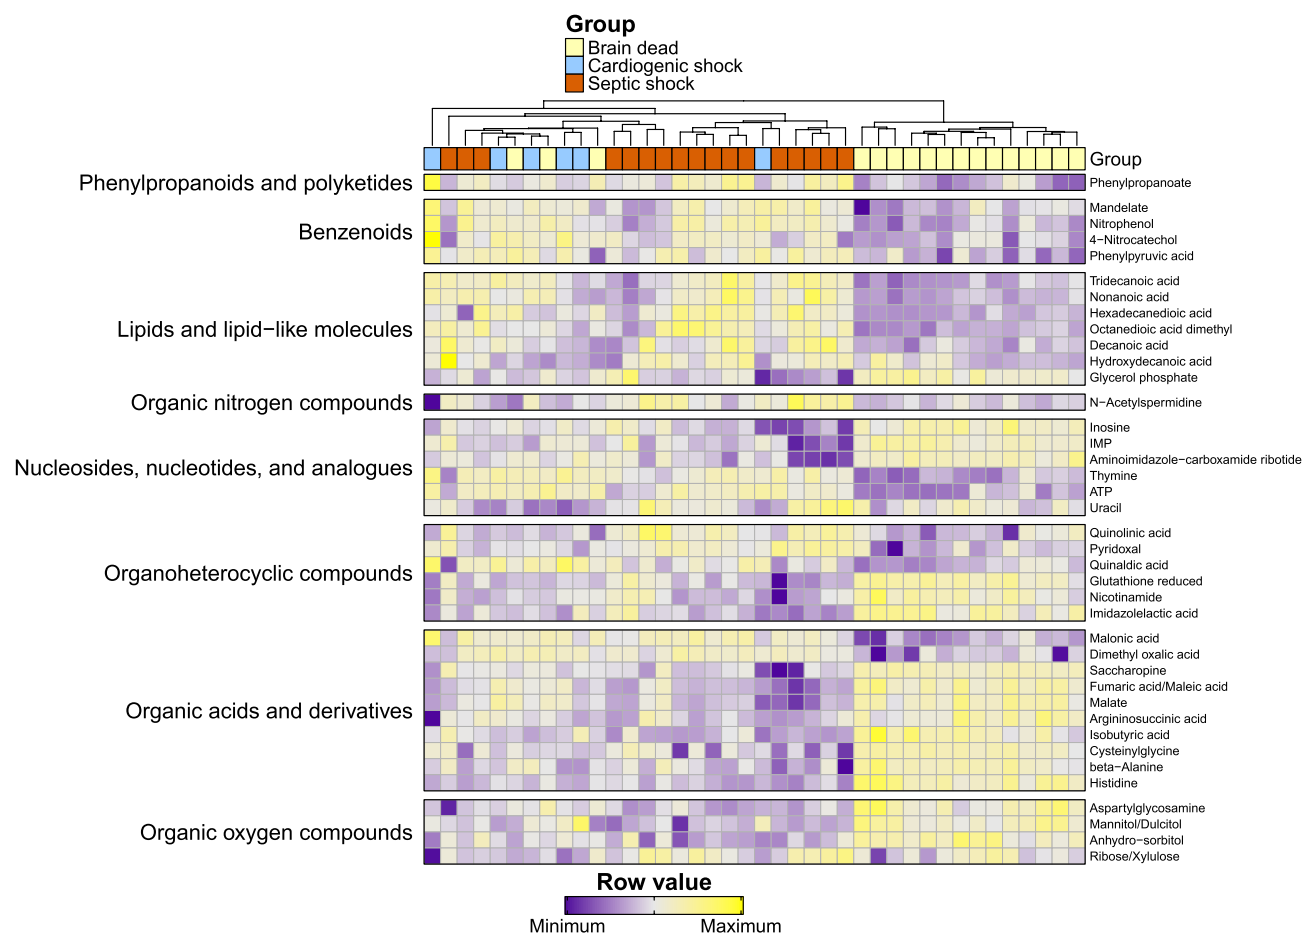 Group
Brain dead
Cardiogenic shock
Septic shock
Group
Phenylpropanoids and polyketides
Phenylpropanoate
Benzenoids
Mandelate
Nitrophenol
4−Nitrocatechol
Phenylpyruvic acid
Lipids and lipid−like molecules
Tridecanoic acid
Nonanoic acid
Hexadecanedioic acid
Octanedioic acid dimethyl
Decanoic acid
Hydroxydecanoic acid
Glycerol phosphate
Organic nitrogen compounds
N−Acetylspermidine
Nucleosides, nucleotides, and analogues
Inosine
IMP
Aminoimidazole−carboxamide ribotide
Thymine
ATP
Uracil
Organoheterocyclic compounds
Quinolinic acid
Pyridoxal
Quinaldic acid
Glutathione reduced
Nicotinamide
Imidazolelactic acid
Organic acids and derivatives
Malonic acid
Dimethyl oxalic acid
Saccharopine
Fumaric acid/Maleic acid
Malate
Argininosuccinic acid
Isobutyric acid
Cysteinylglycine
beta−Alanine
Histidine
Organic oxygen compounds
Aspartylglycosamine
Mannitol/Dulcitol
Anhydro−sorbitol
Ribose/Xylulose
Row value
Minimum
Maximum